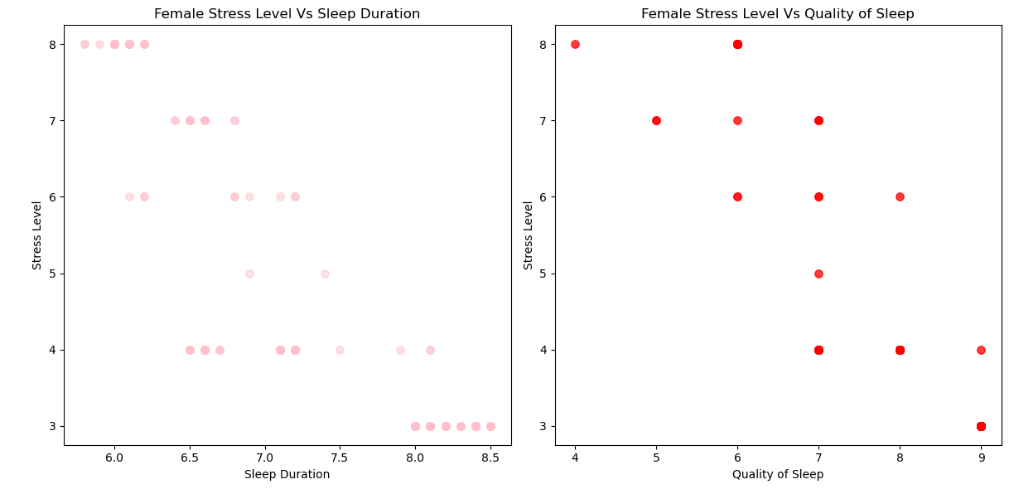 Female Stress Level Vs Sleep Duration
8
7
6
5
4
3
Stress Level
6.0 6.5 7.0 7.5 8.0 8.5
Sleep Duration
Female Stress Level Vs Quality of Sleep
8
7
6
5
4
3
Stress Level
4 5 6 7 8 9
Quality of Sleep